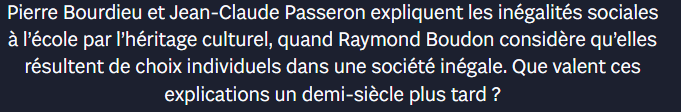 Pierre Bourdieu et Jean-Claude Passeron expliquent les inégalités sociales
à l’école par l’héritage culturel, quand Raymond Boudon considère qu’elles
résultent de choix individuels dans une société inégale. Que valent ces
explications un demi-siècle plus tard ?